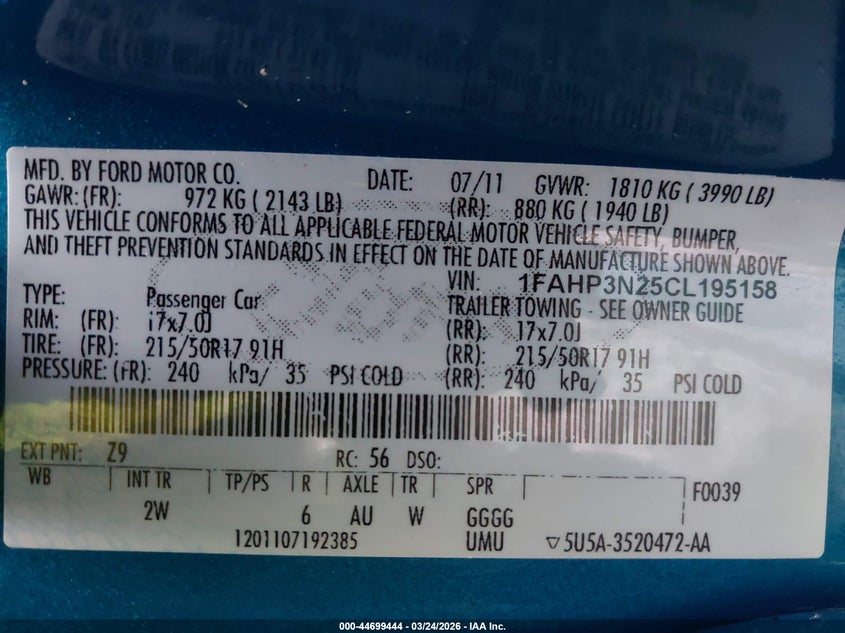 MFD. BY FORD MOTOR CO. DATE: 07/11 GVWR: 1810 KG ( 3990 LB)
GAWR: (FR): 972 KG ( 2143 LB) (RR): 880 KG ( 1940 LB)
THIS VEHICLE CONFORMS TO ALL APPLICABLE FEDERAL MOTOR VEHICLE SAFETY, BUMPER,
AND THEFT PREVENTION STANDARDS IN EFFECT ON THE DATE OF MANUFACTURE SHOWN ABOVE.
VIN: 1FAHP3N25CL195158
TYPE: Passenger Car TRAILER TOWING - SEE OWNER GUIDE
RIM: (FR) 17x7.0J (RR): 17x7.0J
TIRE: (FR): 215/50R17 91H (RR): 215/50R17 91H
PRESSURE: (FR): 240 kPa/ 35 PSI COLD (RR): 240 kPa/ 35 PSI COLD
EXT PNT: Z9 RC: 56 DSO:
WB INT TR TP/PS R AXLE TR SPR F0039
2W 6 AU W GGGG
1201107192385 UMU ▽5U5A-3520472-AA
000-44699444 - 03/24/2026 - IAA Inc.